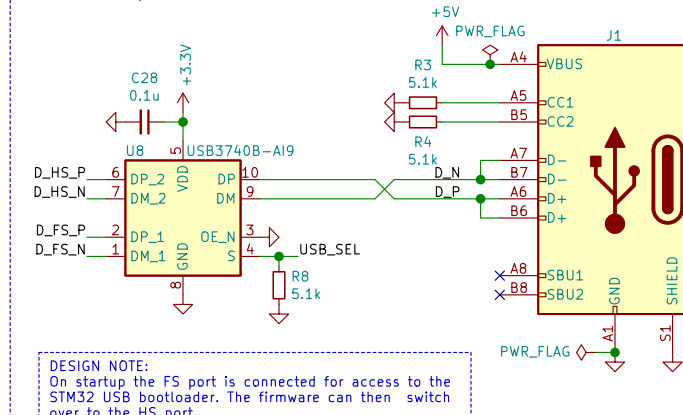 +5V
PWR_FLAG
J1
A4 VBUS
R3
5.1k
A5 CC1
B5 CC2
R4
5.1k
C28
0.1u
+3.3V
U8 USB3740B-AI9
5 VDD
D_HS_P 6 DP_2 DP 10
D_HS_N 7 DM_2 DM 9
D_FS_P 2 DP_1 OE_N 3
D_FS_N 1 DM_1 S 4 USB_SEL
GND 8
R8
5.1k
A7 D-
D_N B7 D-
D_P A6 D+
B6 D+
A8 SBU1
B8 SBU2
GND A1
SHIELD S1
PWR_FLAG
DESIGN NOTE:
On startup the FS port is connected for access to the
STM32 USB bootloader. The firmware can then switch
over to the HS port